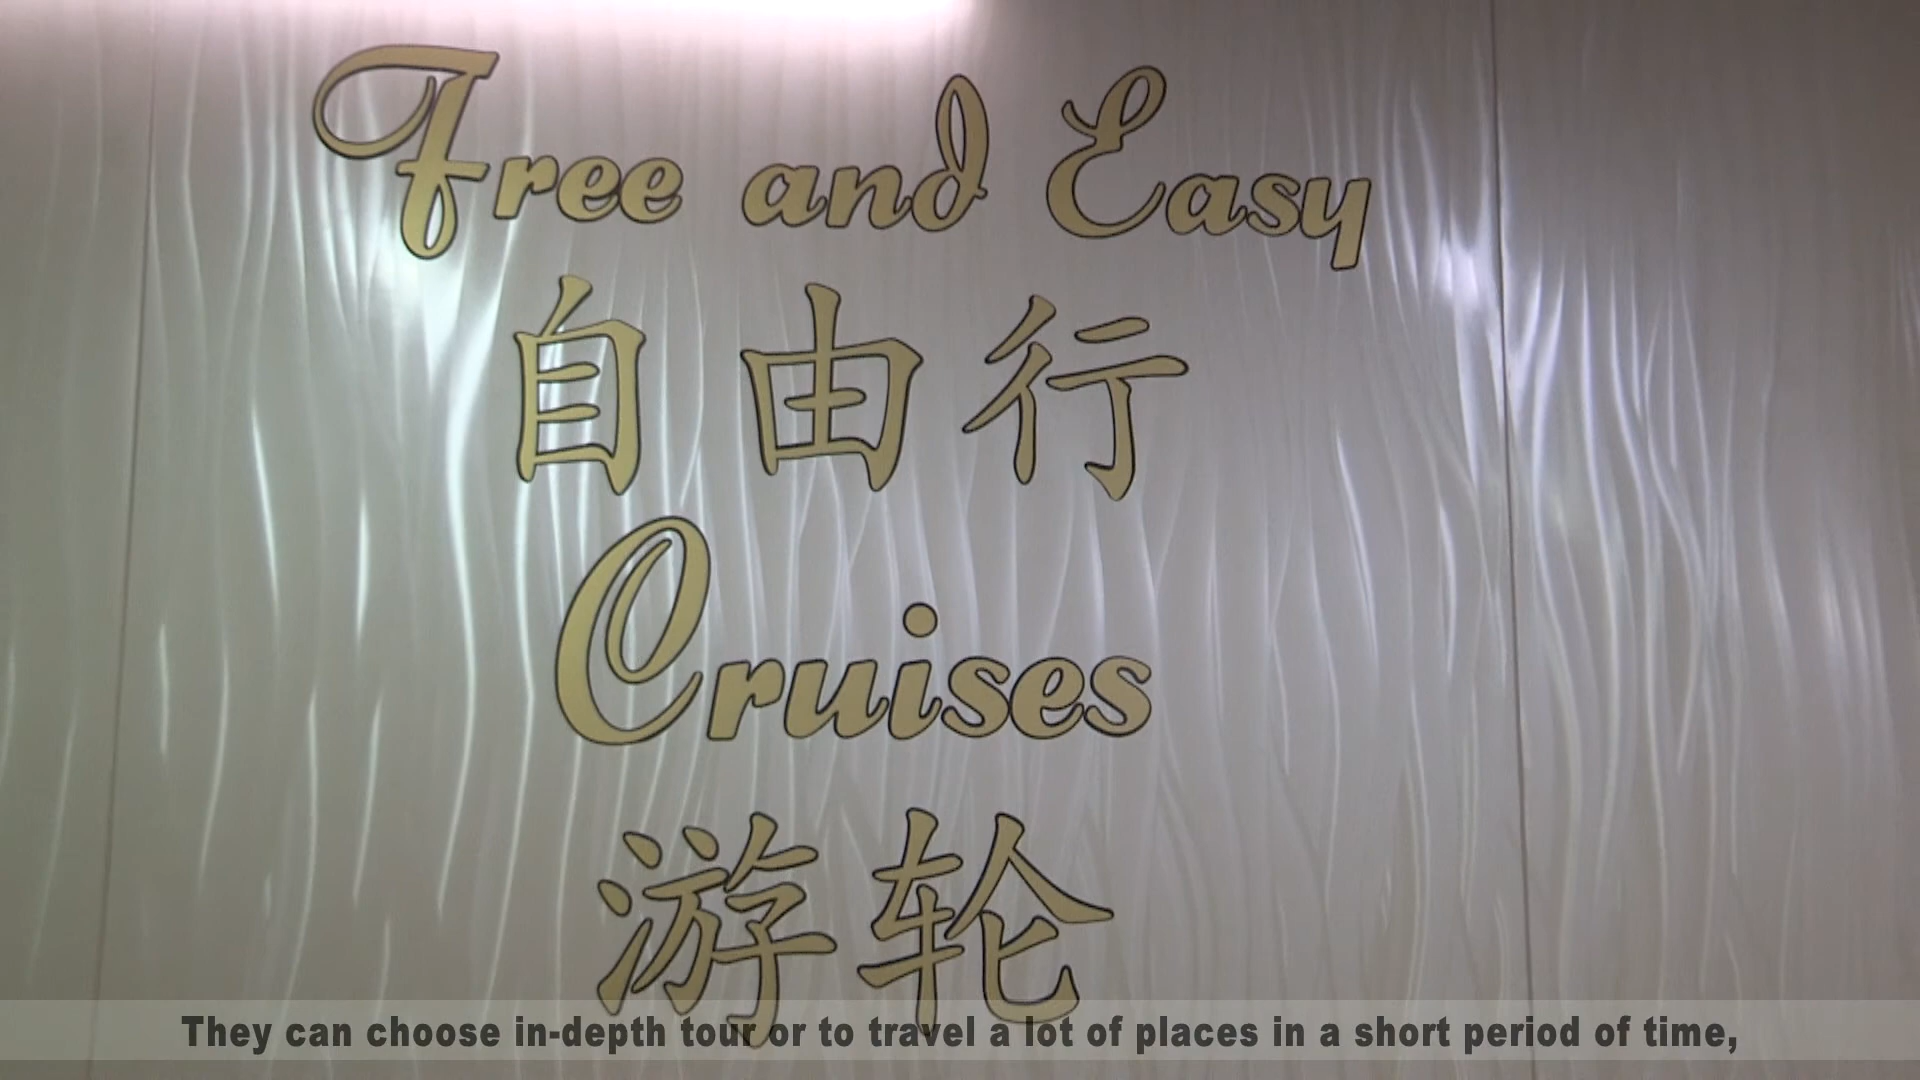 Free and Easy
自由行
Cruises
游轮
They can choose in-depth tour or to travel a lot of places in a short period of time,